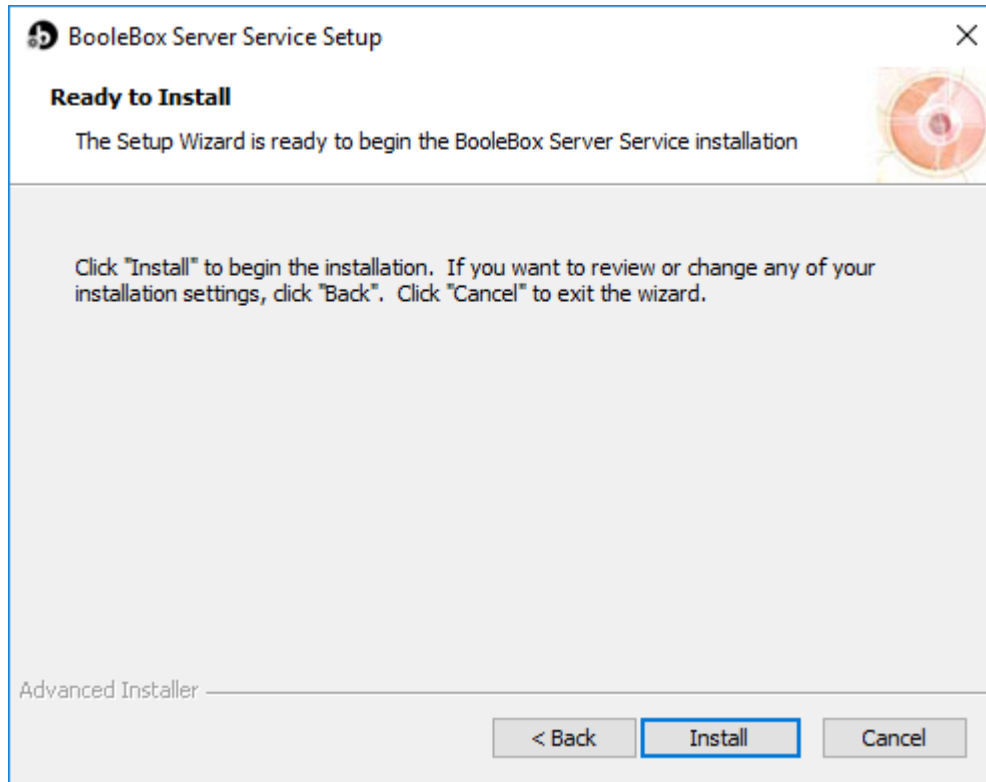 BooleBox Server Service Setup
Ready to Install
The Setup Wizard is ready to begin the BooleBox Server Service installation
Click "Install" to begin the installation.  If you want to review or change any of your
installation settings, click "Back".  Click "Cancel" to exit the wizard.
Advanced Installer
< Back
Install
Cancel